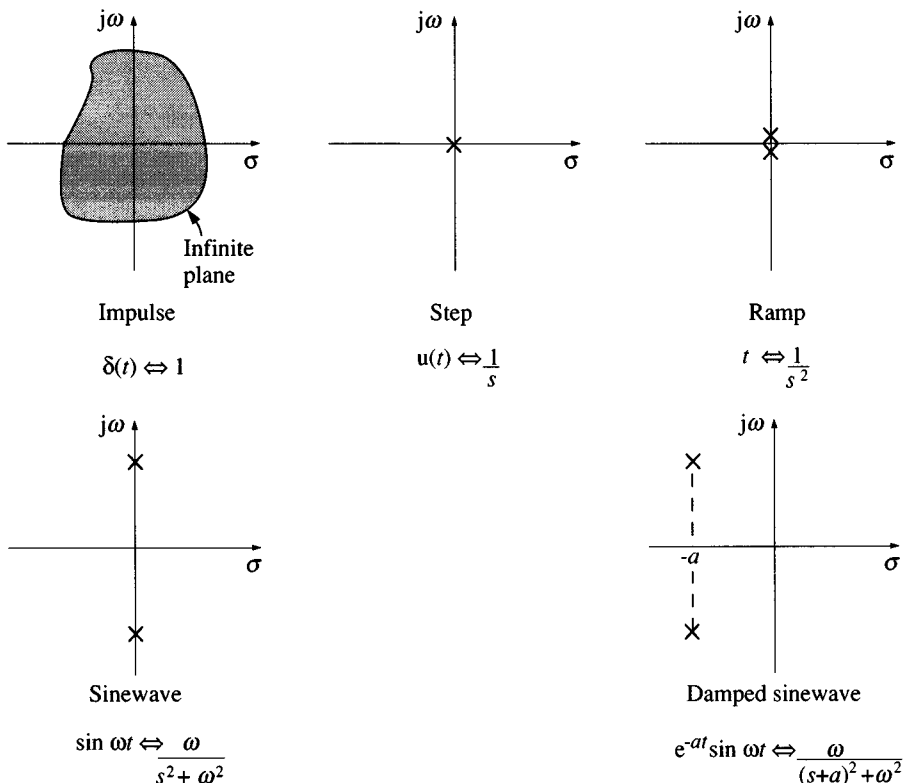 jω
σ
Infinite
plane
Impulse
δ(t) ⇔ 1
jω
σ
Step
u(t) ⇔ 1
s
jω
σ
Ramp
t ⇔ 1
s²
jω
σ
Sinewave
sin ωt ⇔ ω
s² + ω²
jω
-a
σ
Damped sinewave
e⁻ᵃᵗ sin ωt ⇔ ω
(s+a)² + ω²